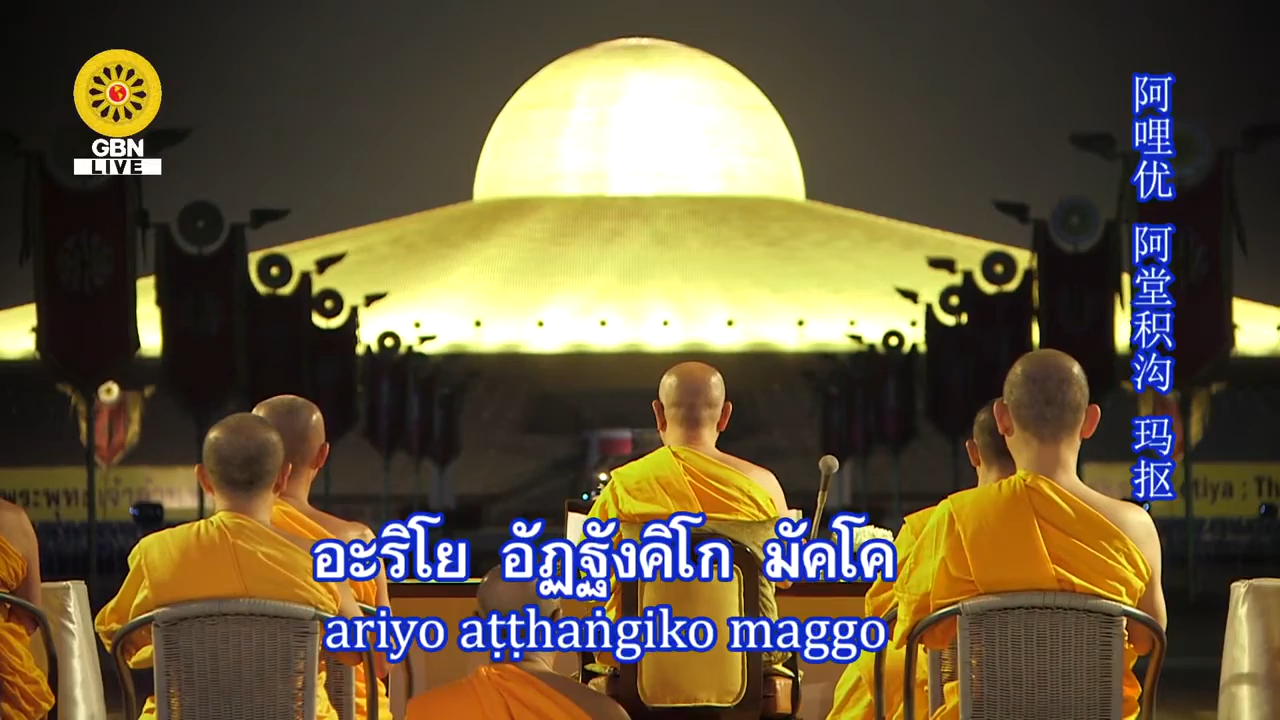 GBN
LIVE
阿哩优 阿堂积沟 玛抠
อะริโย อัฏฐังคิโก มัคโค
ariyo aṭṭhaṅgiko maggo